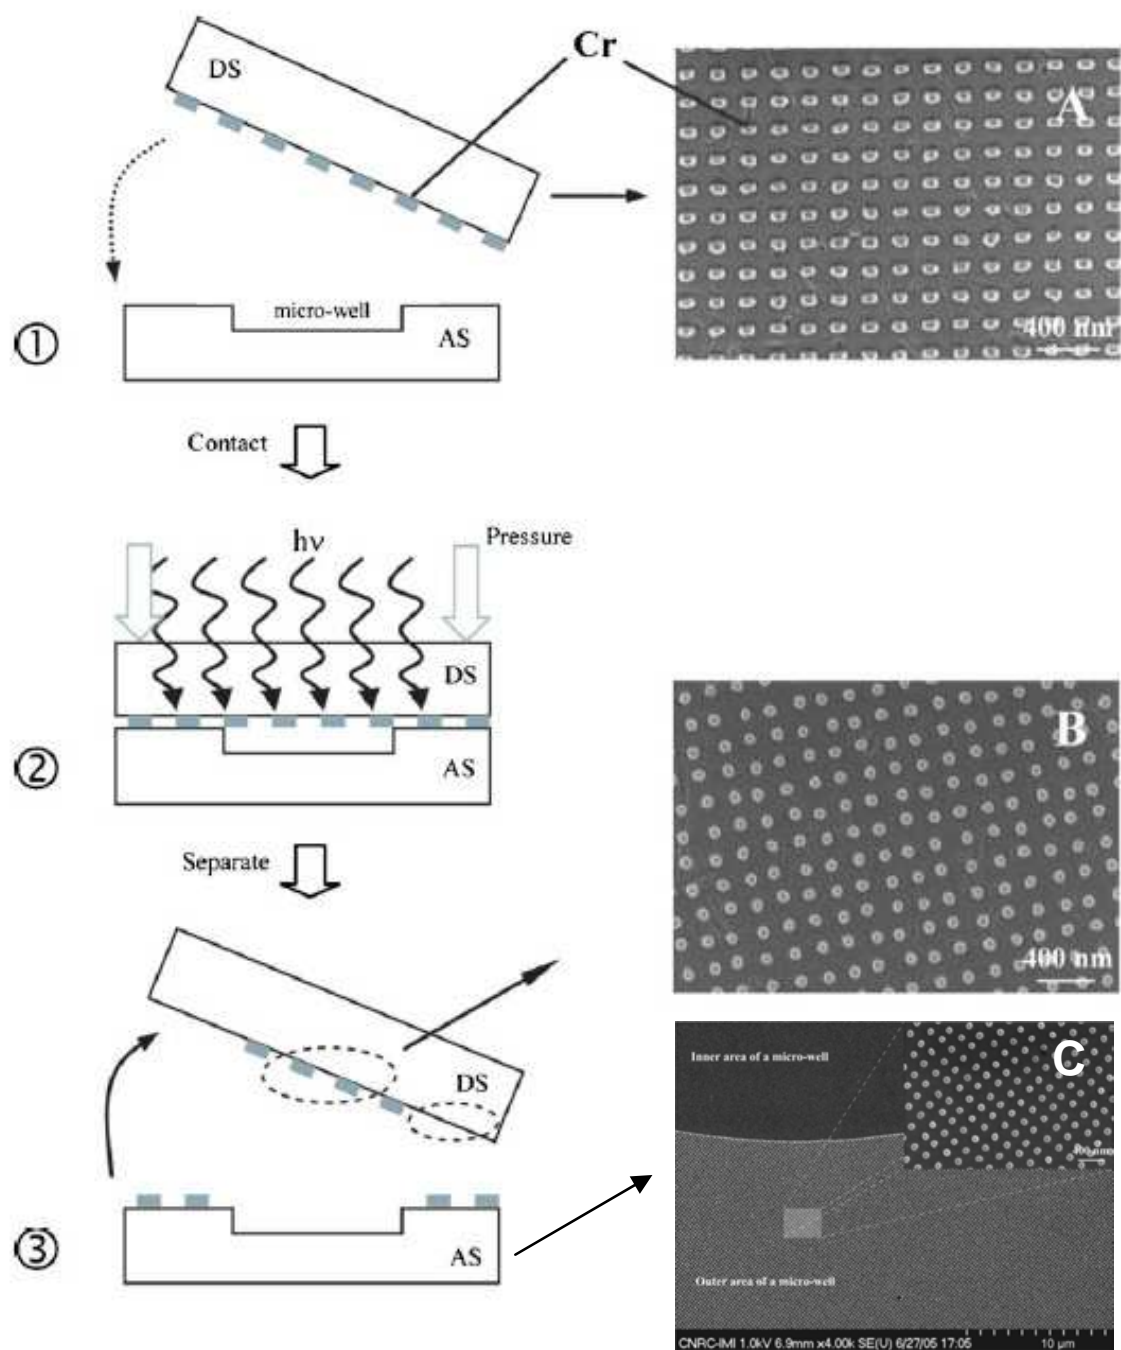 DS
Cr
A
400 nm
micro-well
AS
①
Contact
hν
Pressure
DS
AS
②
B
400 nm
Separate
DS
AS
③
Inner area of a micro-well
C
400 nm
Outer area of a micro-well
CNRC-IMI 1.0kV 6.9mm x4.00k SE(U) 6/27/05 17:05
10 µm